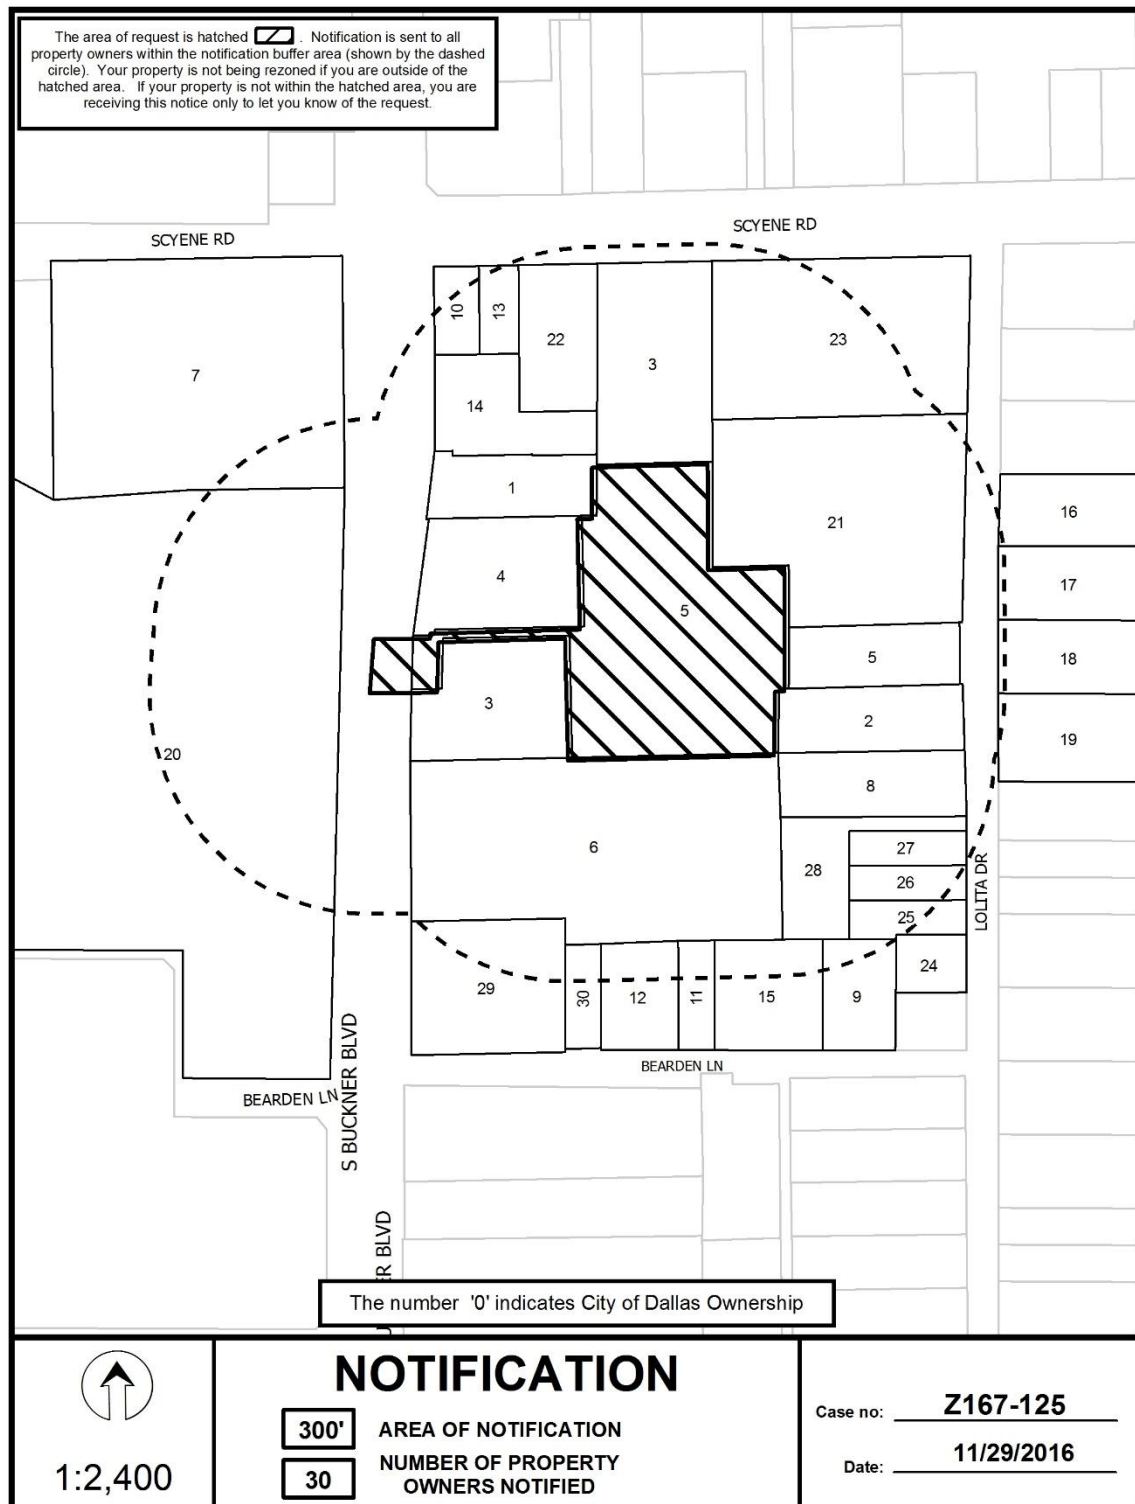 The area of request is hatched . Notification is sent to all
property owners within the notification buffer area (shown by the dashed
circle). Your property is not being rezoned if you are outside of the
hatched area. If your property is not within the hatched area, you are
receiving this notice only to let you know of the request.
SCYENE RD
SCYENE RD
10
13
22
3
23
7
14
1
21
16
4
17
5
5
18
3
2
19
20
8
6
27
28
26
25
LOLITA DR
24
29
30
12
11
15
9
BEARDEN LN
BEARDEN LN
S BUCKNER BLVD
ER BLVD
The number '0' indicates City of Dallas Ownership
1:2,400
NOTIFICATION
300' AREA OF NOTIFICATION
30 NUMBER OF PROPERTY
OWNERS NOTIFIED
Case no: Z167-125
Date: 11/29/2016